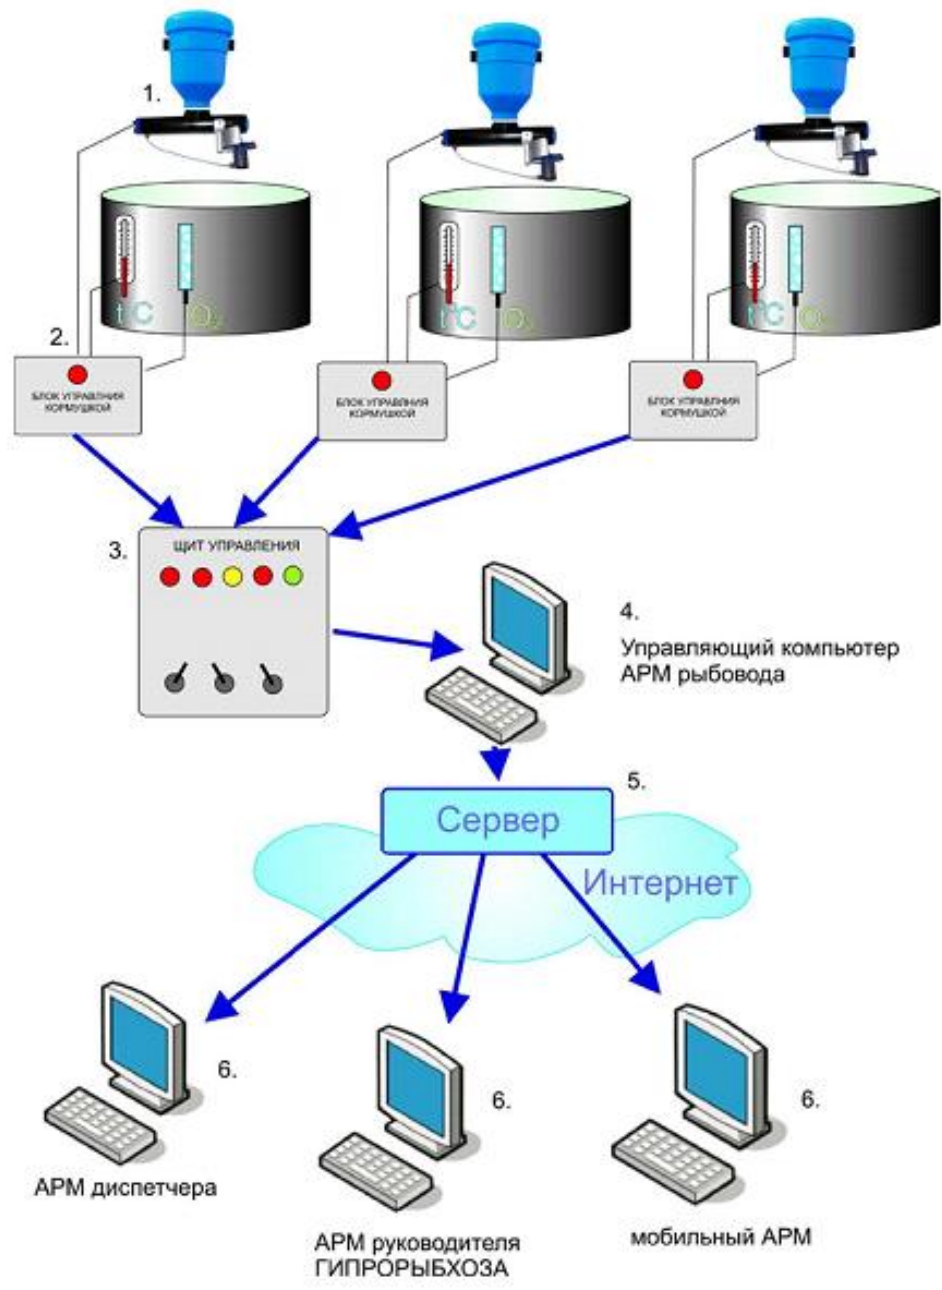 1.
t°C
O₂
t°C
O₂
t°C
O₂
2.
БЛОК УПРАВЛНИЯ
КОРМУШКОЙ
БЛОК УПРАВЛНИЯ
КОРМУШКОЙ
БЛОК УПРАВЛНИЯ
КОРМУШКОЙ
3.
ЩИТ УПРАВЛЕНИЯ
4.
Управляющий компьютер
АРМ рыбовода
5.
Сервер
Интернет
6.
6.
6.
АРМ диспетчера
АРМ руководителя
ГИПРОРЫБХОЗА
мобильный АРМ